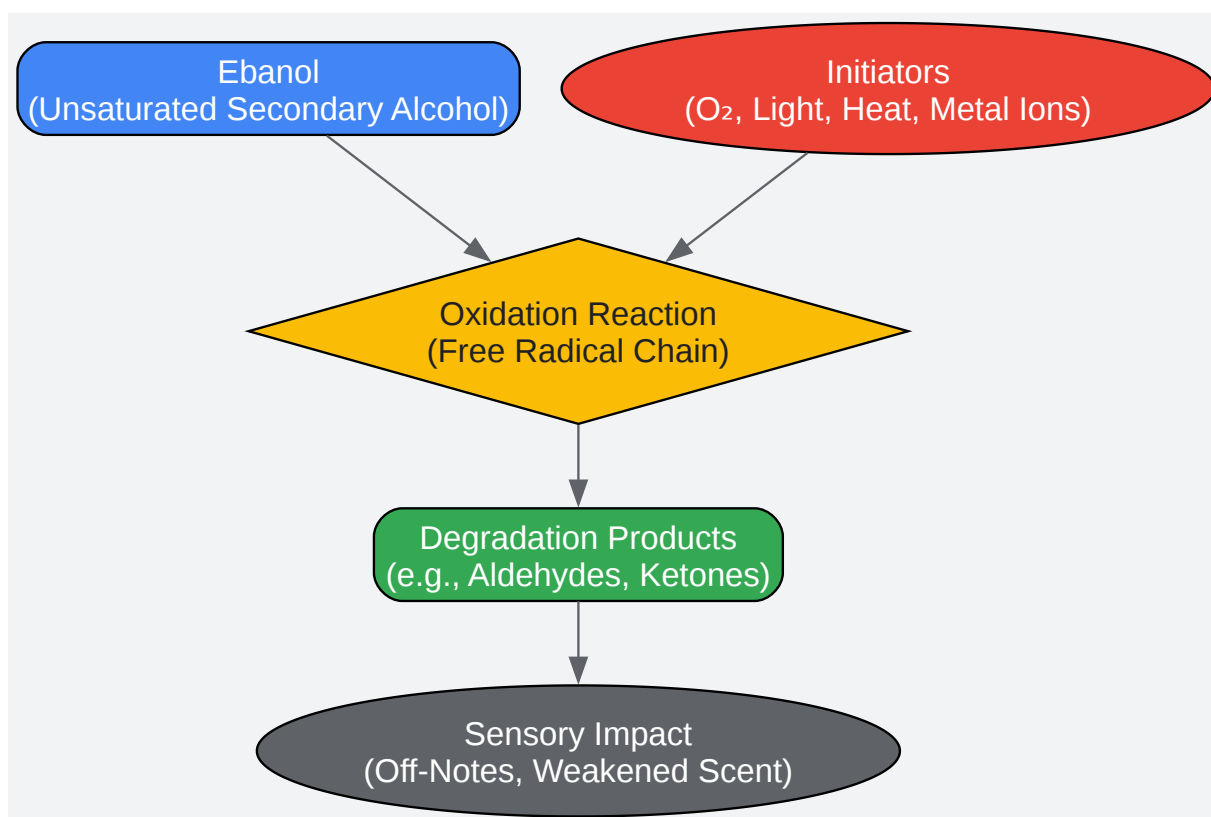 Ebanol
(Unsaturated Secondary Alcohol)
Initiators
(O₂, Light, Heat, Metal Ions)
Oxidation Reaction
(Free Radical Chain)
Degradation Products
(e.g., Aldehydes, Ketones)
Sensory Impact
(Off-Notes, Weakened Scent)